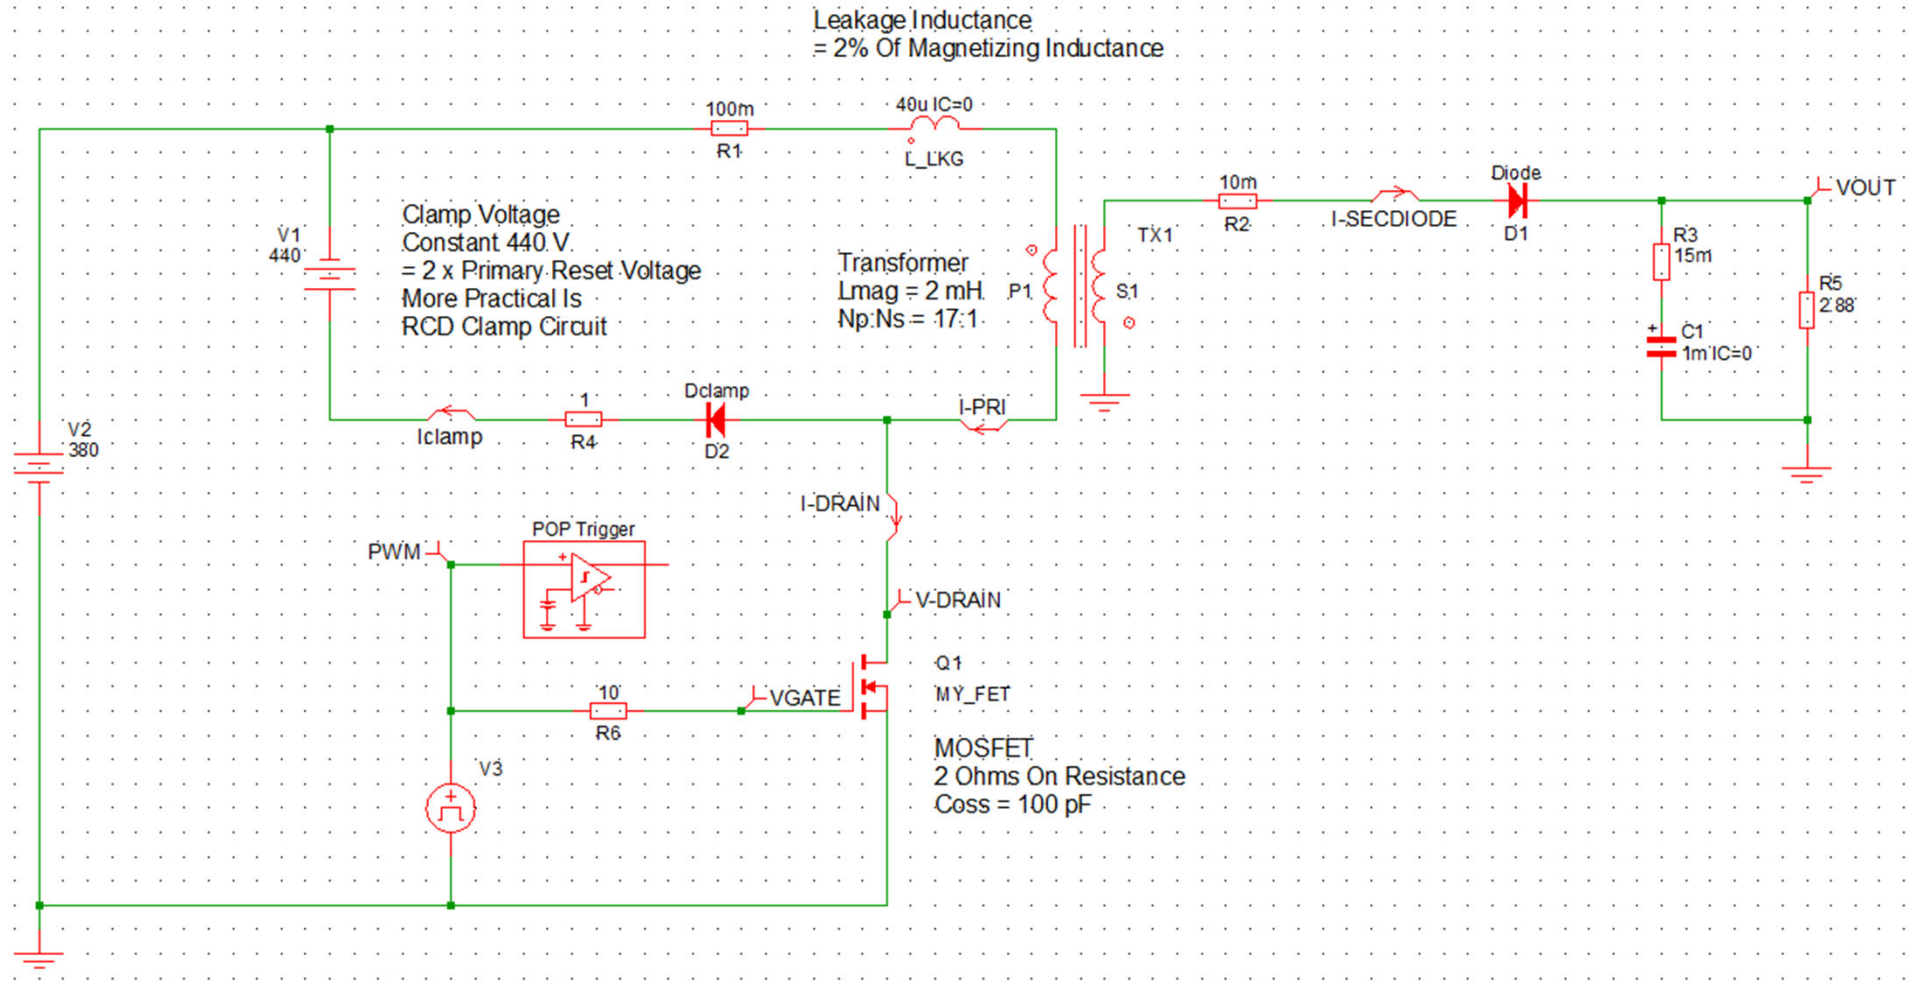 Leakage Inductance
= 2% Of Magnetizing Inductance
100m
R1
40u IC=0
L_LKG
V1
440
Clamp Voltage
Constant 440 V
= 2 x Primary Reset Voltage
More Practical Is
RCD Clamp Circuit
Transformer
Lmag = 2 mH
Np:Ns = 17:1
P1
S1
TX1
10m
R2
I-SECDIODE
Diode
D1
VOUT
R3
15m
R5
2.88
+
C1
1m IC=0
V2
380
Iclamp
1
R4
Dclamp
D2
I-PRI
I-DRAIN
PWM
POP Trigger
+
V-DRAIN
Q1
MY_FET
10
R6
VGATE
MOSFET
2 Ohms On Resistance
Coss = 100 pF
V3
+